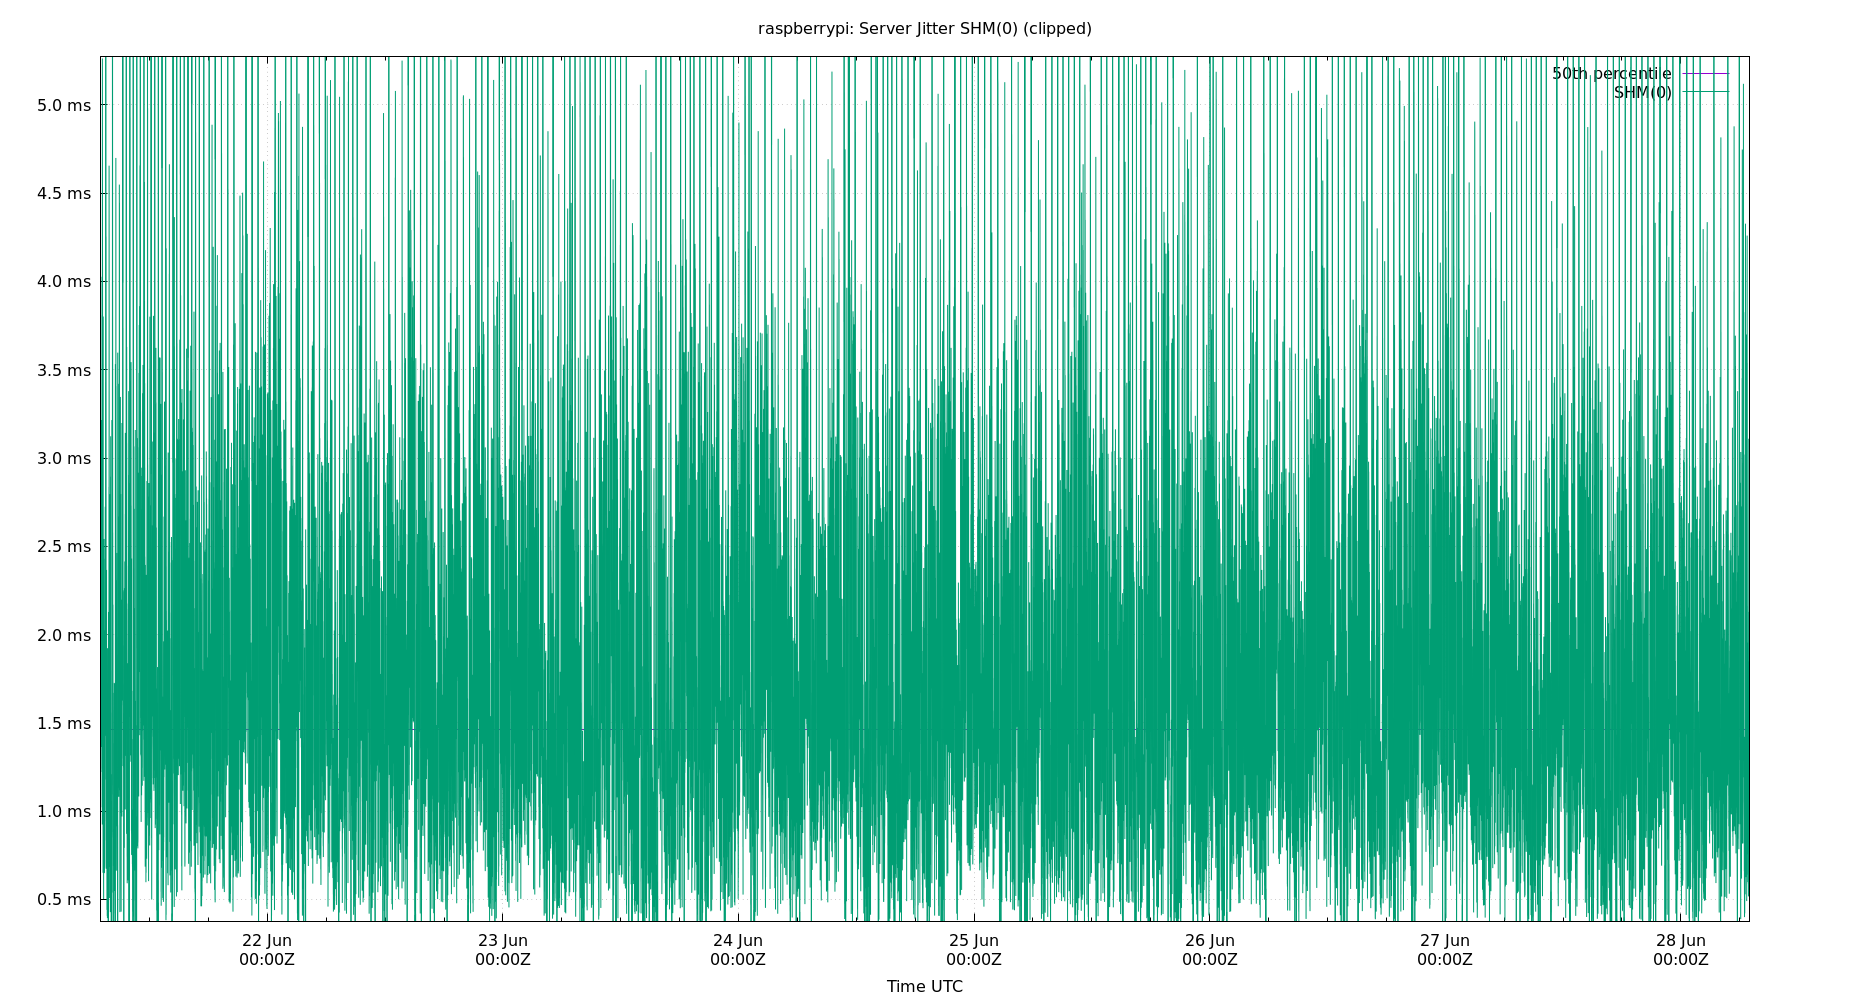 raspberrypi: Server Jitter SHM(0) (clipped)
50th percentile
SHM(0)
5.0 ms
4.5 ms
4.0 ms
3.5 ms
3.0 ms
2.5 ms
2.0 ms
1.5 ms
1.0 ms
0.5 ms
22 Jun 23 Jun 24 Jun 25 Jun 26 Jun 27 Jun 28 Jun
00:00Z 00:00Z 00:00Z 00:00Z 00:00Z 00:00Z 00:00Z
Time UTC